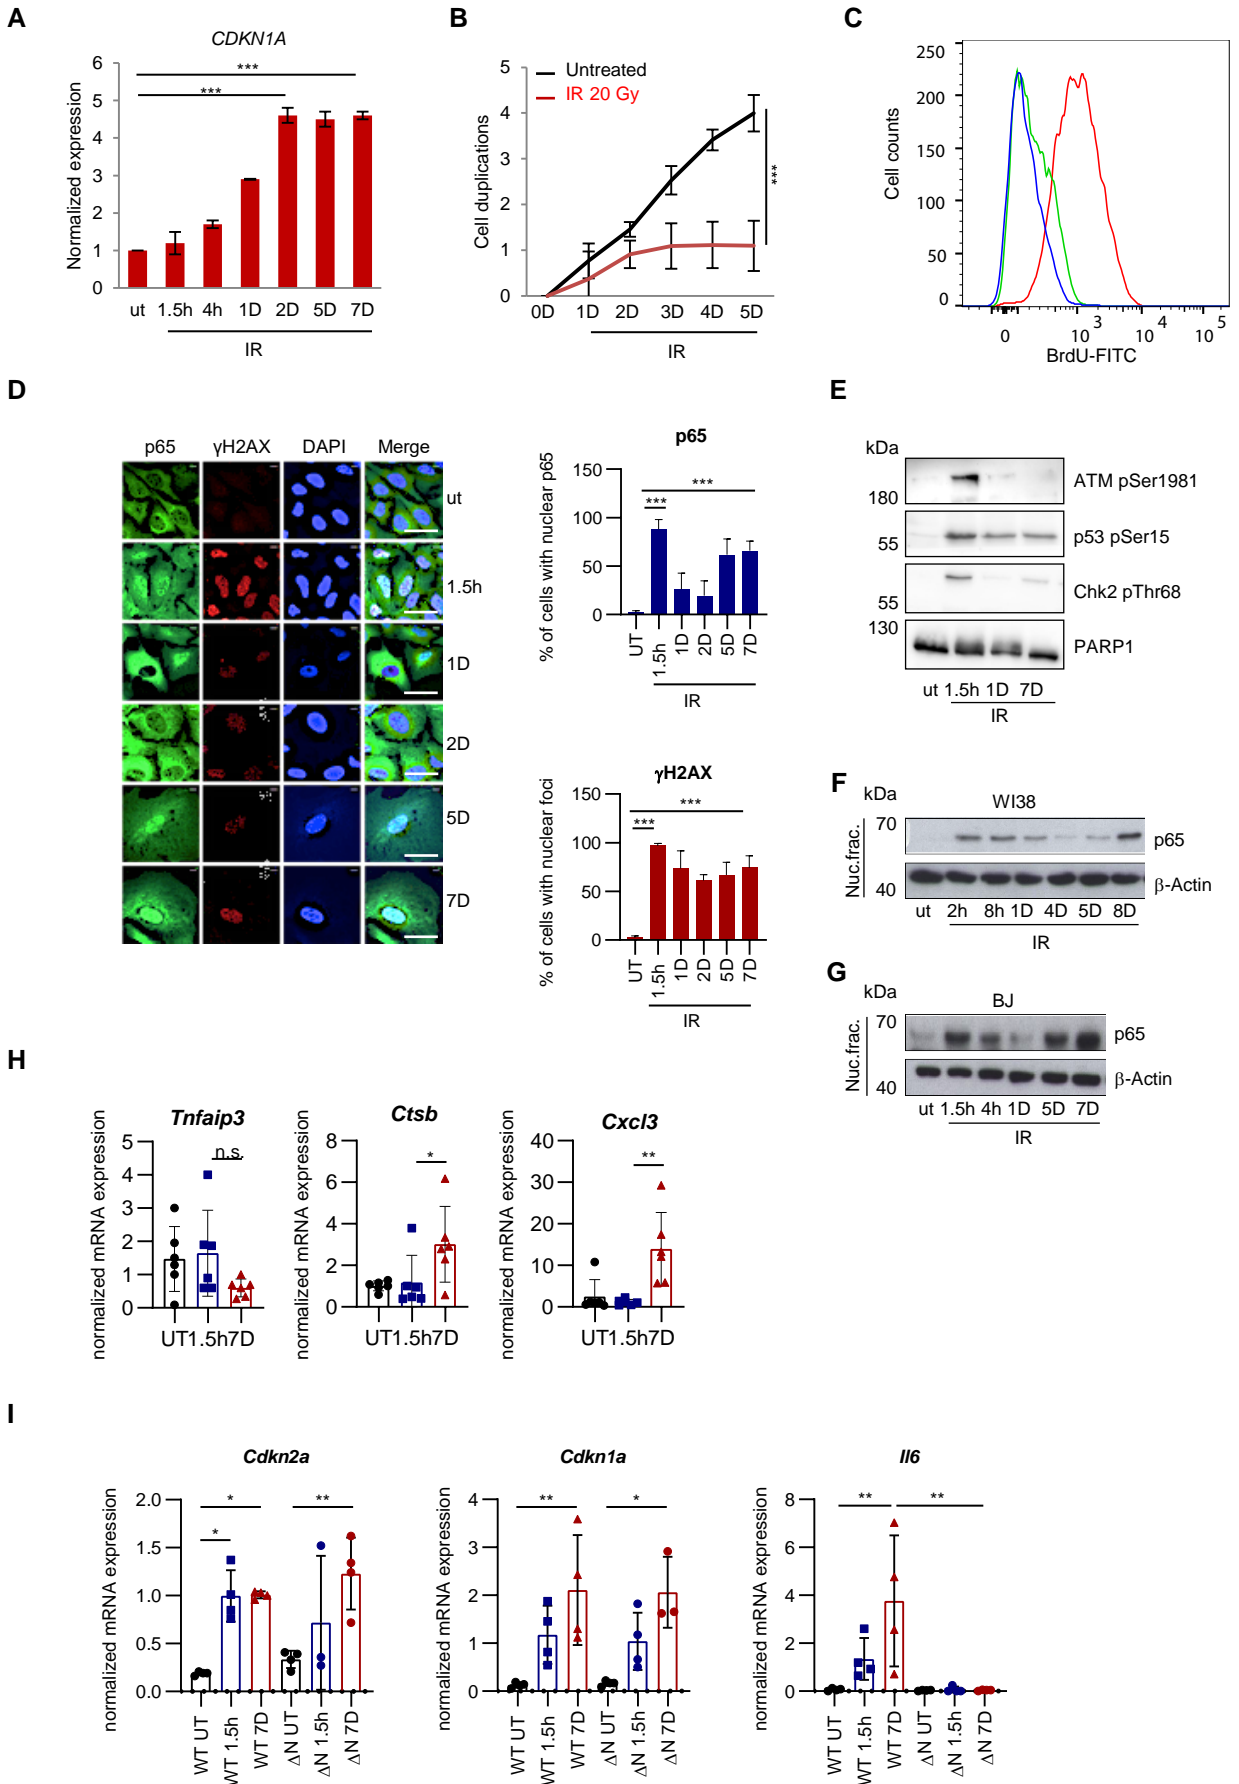 A
CDKN1A
Normalized expression
6
5
4
3
2
1
0
***
***
ut 1.5h 4h 1D 2D 5D 7D
IR
B
Untreated
IR 20 Gy
Cell duplications
5
4
3
2
1
0
***
0D 1D 2D 3D 4D 5D
IR
C
Cell counts
250
200
150
100
50
0
0 10 3 10 4 10 5
BrdU-FITC
D
p65 γH2AX DAPI Merge
ut
1.5h
1D
2D
5D
7D
p65
% of cells with nuclear p65
150
100
50
0
***
***
UT 1.5h 1D 2D 5D 7D
IR
γH2AX
% of cells with nuclear foci
150
100
50
0
***
***
UT 1.5h 1D 2D 5D 7D
IR
E
kDa
180
ATM pSer1981
55
p53 pSer15
55
Chk2 pThr68
130
PARP1
ut 1.5h 1D 7D
IR
F
kDa
WI38
Nuc.frac.
70
p65
40
β-Actin
ut 2h 8h 1D 4D 5D 8D
IR
G
kDa
BJ
Nuc.frac.
70
p65
40
β-Actin
ut 1.5h 4h 1D 5D 7D
IR
H
Tnfaip3
normalized mRNA expression
5
4
3
2
1
0
n.s.
UT1.5h7D
Ctsb
normalized mRNA expression
8
6
4
2
0
*
UT1.5h7D
Cxcl3
normalized mRNA expression
40
30
20
10
0
**
UT1.5h7D
I
Cdkn2a
normalized mRNA expression
2.0
1.5
1.0
0.5
0.0
*
**
*
WT UT WT 1.5h WT 7D ΔN UT ΔN 1.5h ΔN 7D
Cdkn1a
normalized mRNA expression
4
3
2
1
0
**
*
WT UT WT 1.5h WT 7D ΔN UT ΔN 1.5h ΔN 7D
Il6
normalized mRNA expression
8
6
4
2
0
**
**
WT UT WT 1.5h WT 7D ΔN UT ΔN 1.5h ΔN 7D